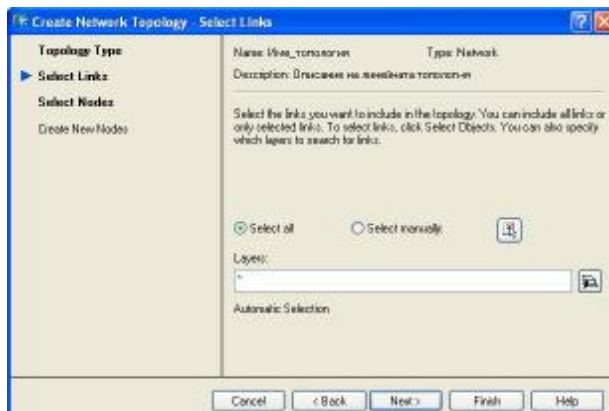 Create Network Topology - Select Links
Topology Type
Select Links
Select Nodes
Create New Nodes
Name: Име_топология Type: Network
Description: Описание на линейната топология
Select the links you want to include in the topology. You can include all links or
only selected links. To select links, click Select Objects. You can also specify
which layers to search for links.
Select all Select manually
Layers:
*
Automatic Selection
Cancel < Back Next > Finish Help